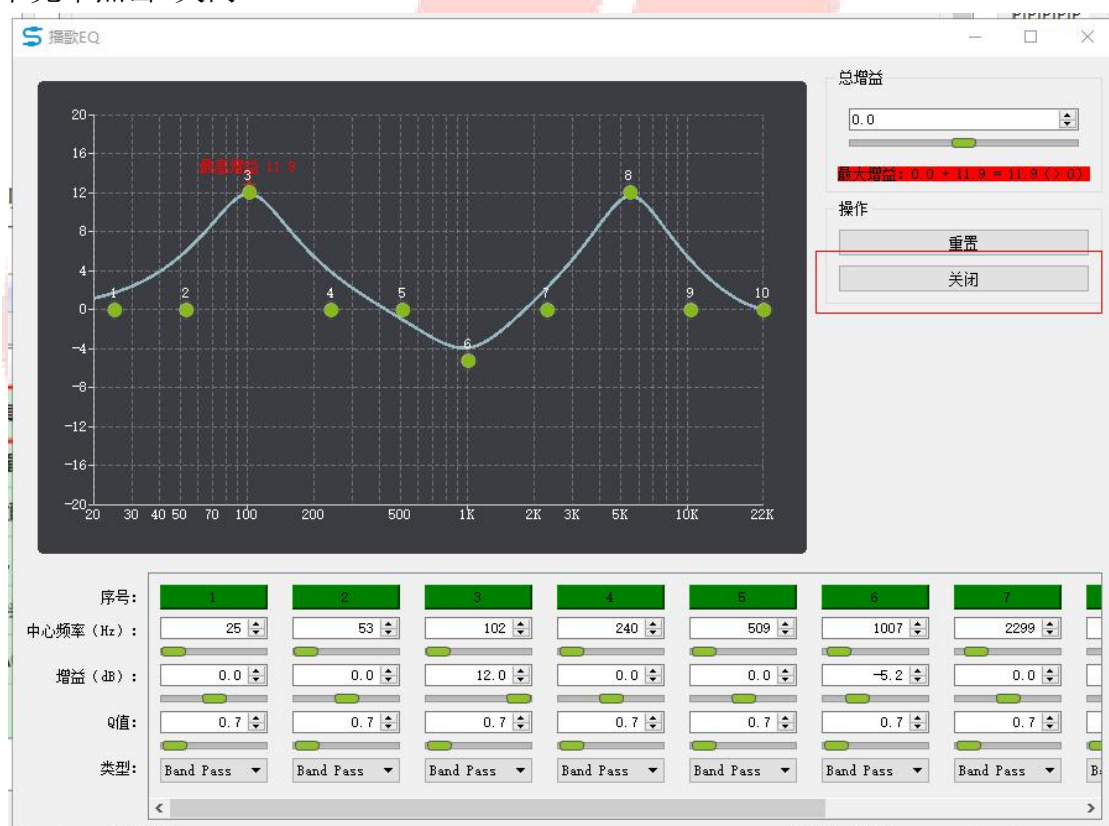 播歌EQ
总增益
0.0
最大增益: 0.0 + 11.9 = 11.9 (> 0)
操作
重置
关闭
最高增益 11.9
20
16
12
8
4
0
-4
-8
-12
-16
-20
1 2 3 4 5 6 7 8 9 10
20 30 40 50 70 100 200 500 1K 2K 3K 5K 10K 22K
序号: 1 2 3 4 5 6 7
中心频率 (Hz) : 25 53 102 240 509 1007 2299
增益 (dB) : 0.0 0.0 12.0 0.0 0.0 -5.2 0.0
Q值: 0.7 0.7 0.7 0.7 0.7 0.7 0.7
类型: Band Pass Band Pass Band Pass Band Pass Band Pass Band Pass Band Pass